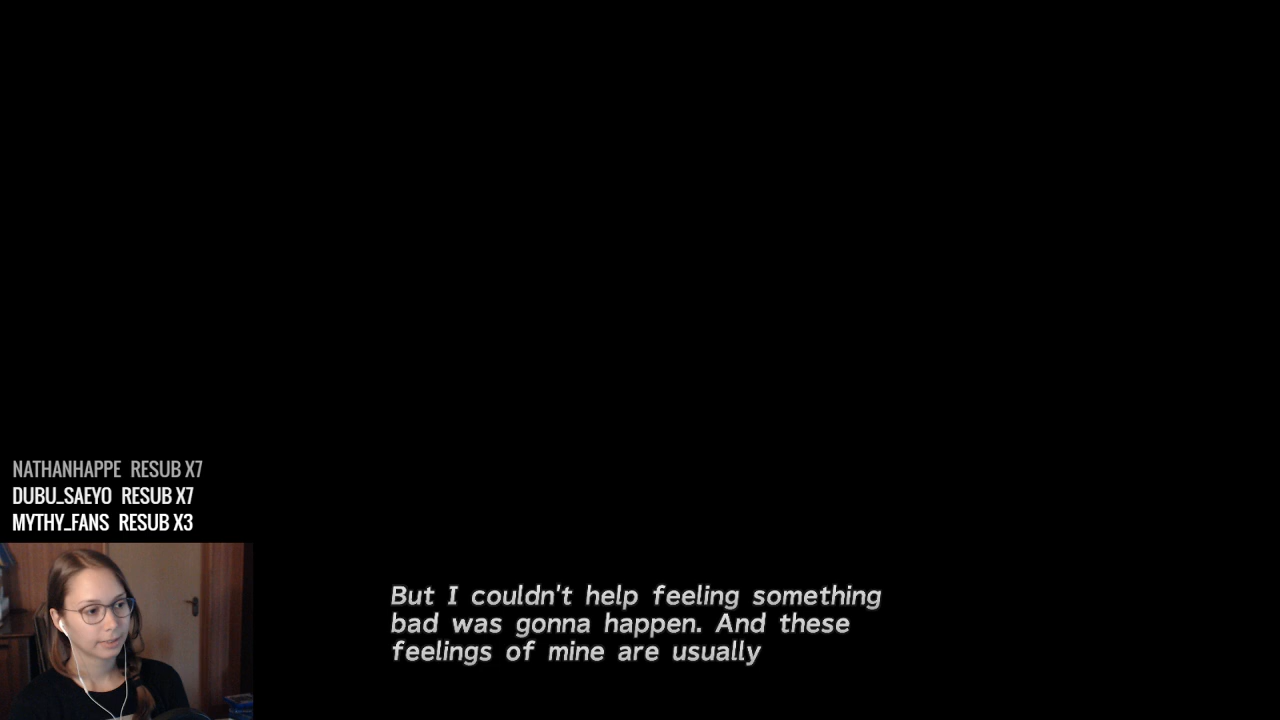 NATHANHAPPE RESUB X7
DUBU_SAEYO RESUB X7
MYTHY_FANS RESUB X3
But I couldn't help feeling something
bad was gonna happen. And these
feelings of mine are usually